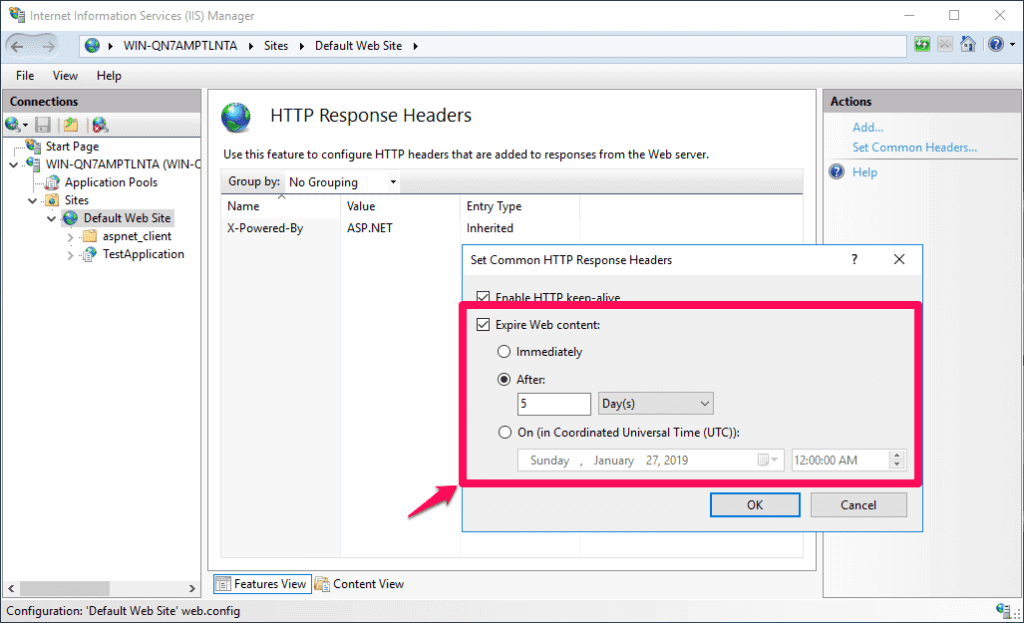 Internet Information Services (IIS) Manager
WIN-QN7AMPTLNTA Sites Default Web Site
File View Help
Connections
Start Page
WIN-QN7AMPTLNTA (WIN-C
Application Pools
Sites
Default Web Site
aspnet_client
TestApplication
HTTP Response Headers
Use this feature to configure HTTP headers that are added to responses from the Web server.
Group by: No Grouping
Name Value Entry Type
X-Powered-By ASP.NET Inherited
Set Common HTTP Response Headers ?
Enable HTTP keep-alive
Expire Web content:
Immediately
After:
5 Day(s)
On (in Coordinated Universal Time (UTC)):
Sunday , January 27, 2019 12:00:00 AM
OK Cancel
Features View Content View
Actions
Add...
Set Common Headers...
Help
Configuration: 'Default Web Site' web.config